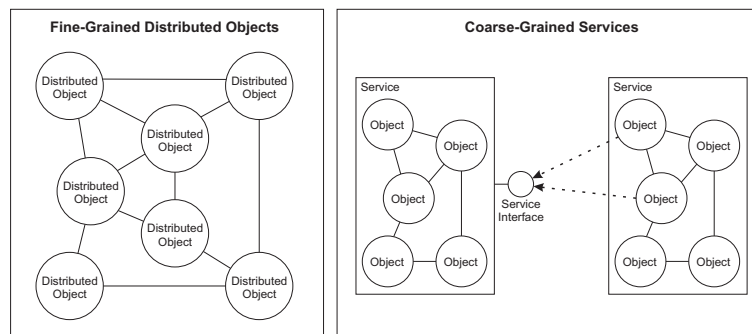 Fine-Grained Distributed Objects
Distributed
Object
Distributed
Object
Distributed
Object
Distributed
Object
Distributed
Object
Distributed
Object
Distributed
Object
Coarse-Grained Services
Service
Object
Object
Object
Object
Object
Service
Interface
Service
Object
Object
Object
Object
Object